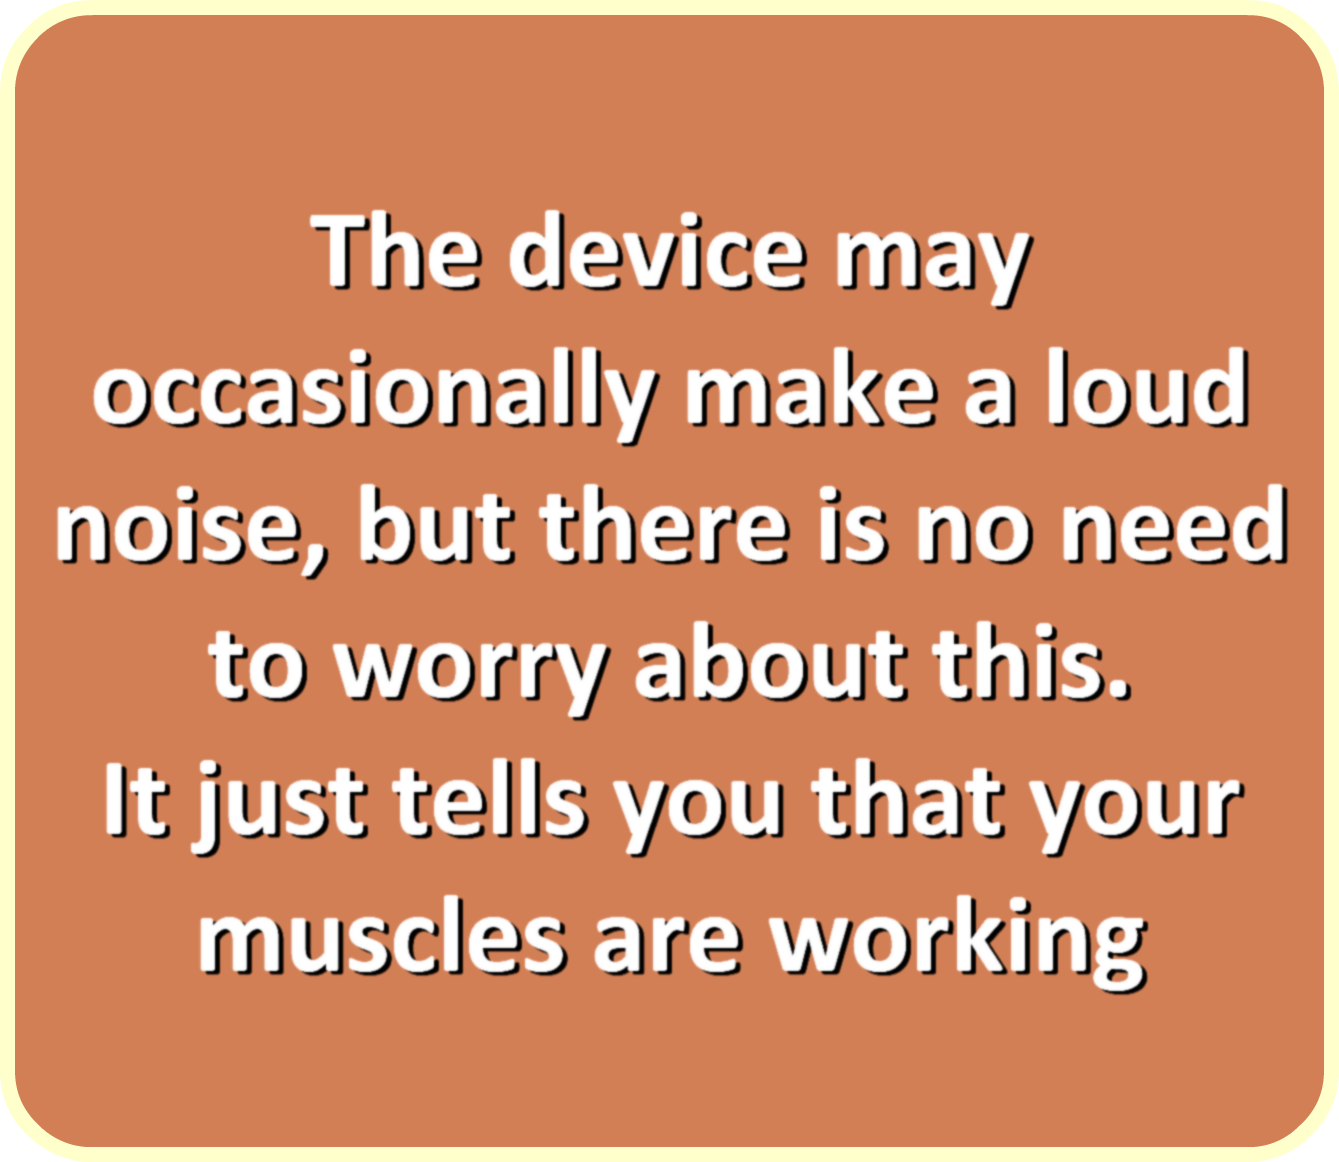 The device may
occasionally make a loud
noise, but there is no need
to worry about this.
It just tells you that your
muscles are working